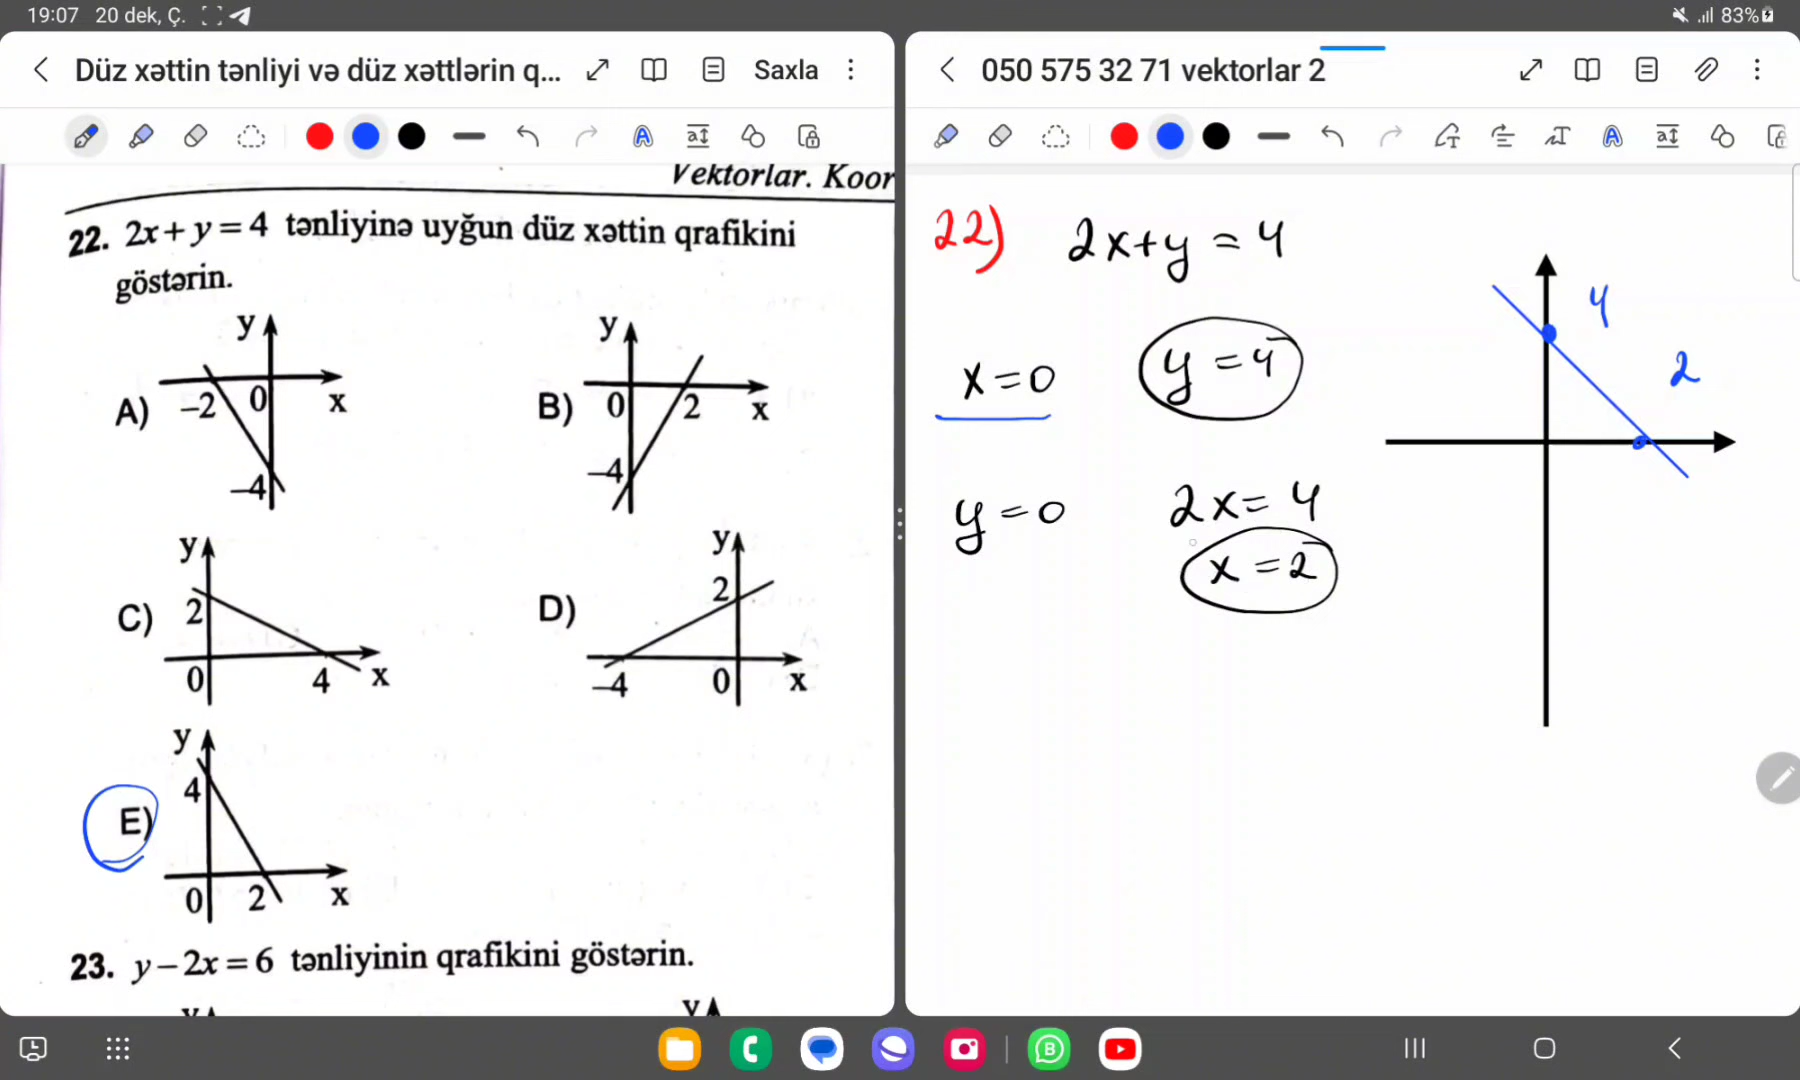 19:07 20 dek, Ç.
83%
Düz xəttin tənliyi və düz xəttlərin q...
Saxla
Vektorlar. Koor
22. 2x+y=4 tənliyinə uyğun düz xəttin qrafikini
göstərin.
A) y –2 0 x –4
B) y 0 2 x –4
C) y 2 0 4 x
D) y 2 –4 0 x
E) y 4 0 2 x
23. y–2x=6 tənliyinin qrafikini göstərin.
y y
050 575 32 71 vektorlar 2
22) 2x+y=4
x=0 y=4
y=0 2x=4
x=2
4
2